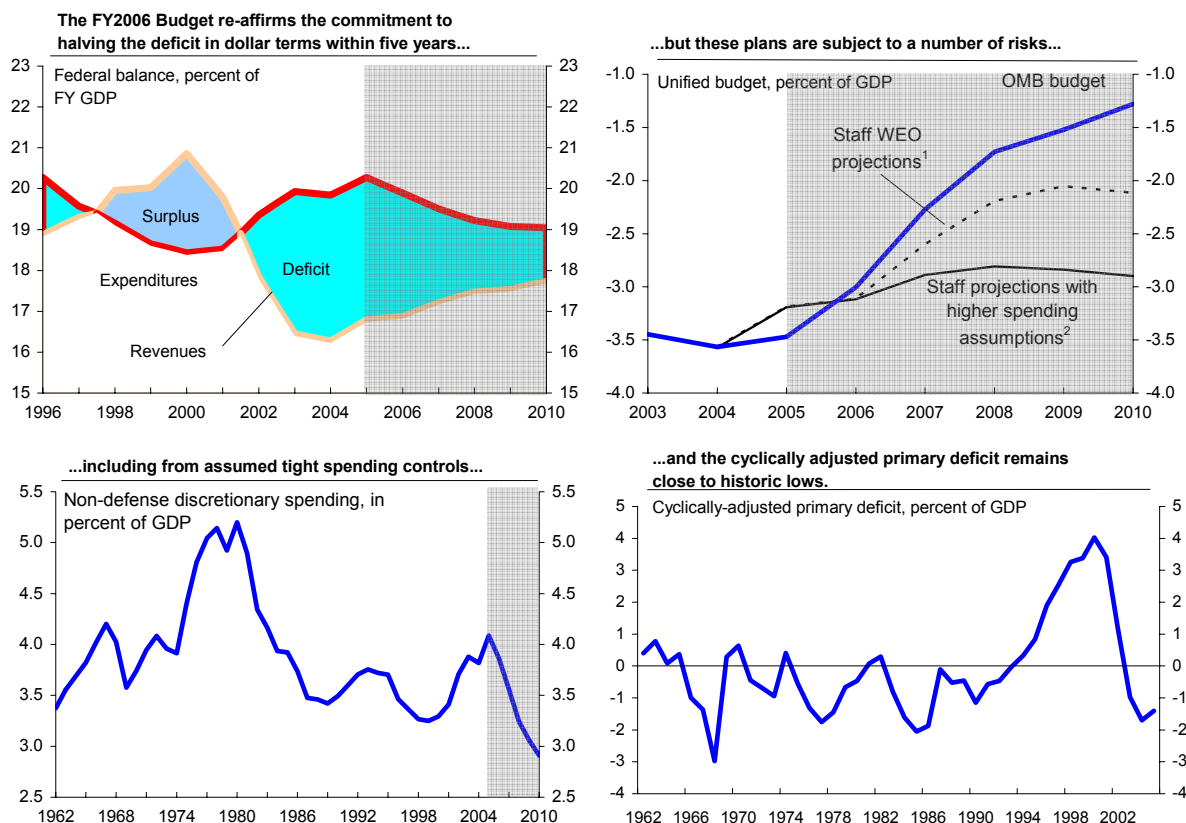 The FY2006 Budget re-affirms the commitment to
halving the deficit in dollar terms within five years...
23
22
21
20
19
18
17
16
15
Federal balance, percent of
FY GDP
Surplus
Expenditures
Deficit
Revenues
23
22
21
20
19
18
17
16
15
1996 1998 2000 2002 2004 2006 2008 2010
...but these plans are subject to a number of risks...
-1.0
-1.5
-2.0
-2.5
-3.0
-3.5
-4.0
Unified budget, percent of GDP
OMB budget
Staff WEO
projections1
Staff projections with
higher spending
assumptions2
-1.0
-1.5
-2.0
-2.5
-3.0
-3.5
-4.0
2003 2004 2005 2006 2007 2008 2009 2010
...including from assumed tight spending controls...
5.5
5.0
4.5
4.0
3.5
3.0
2.5
Non-defense discretionary spending, in
percent of GDP
5.5
5.0
4.5
4.0
3.5
3.0
2.5
1962 1968 1974 1980 1986 1992 1998 2004 2010
...and the cyclically adjusted primary deficit remains
close to historic lows.
5
4
3
2
1
0
-1
-2
-3
-4
Cyclically-adjusted primary deficit, percent of GDP
5
4
3
2
1
0
-1
-2
-3
-4
1962 1966 1970 1974 1978 1982 1986 1990 1994 1998 2002